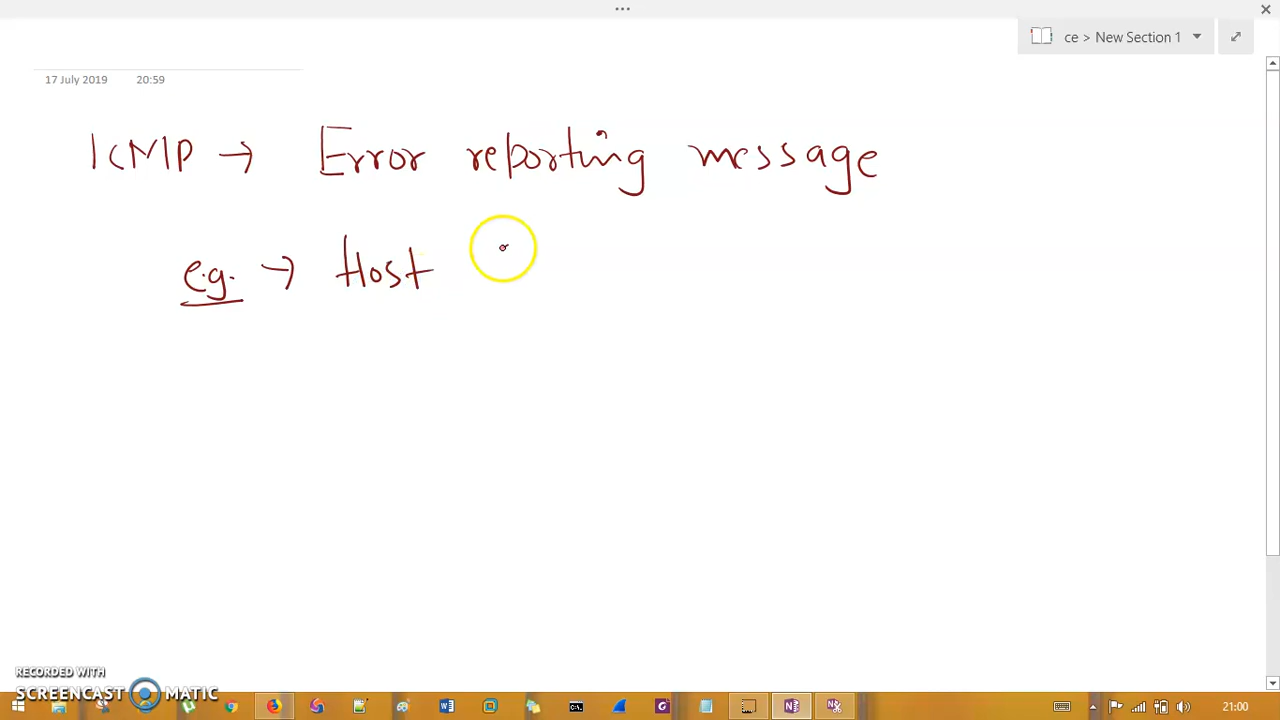 ce > New Section 1
17 July 2019 20:59
ICMP → Error reporting message
e.g. → Host
RECORDED WITH
SCREENCAST MATIC
21:00